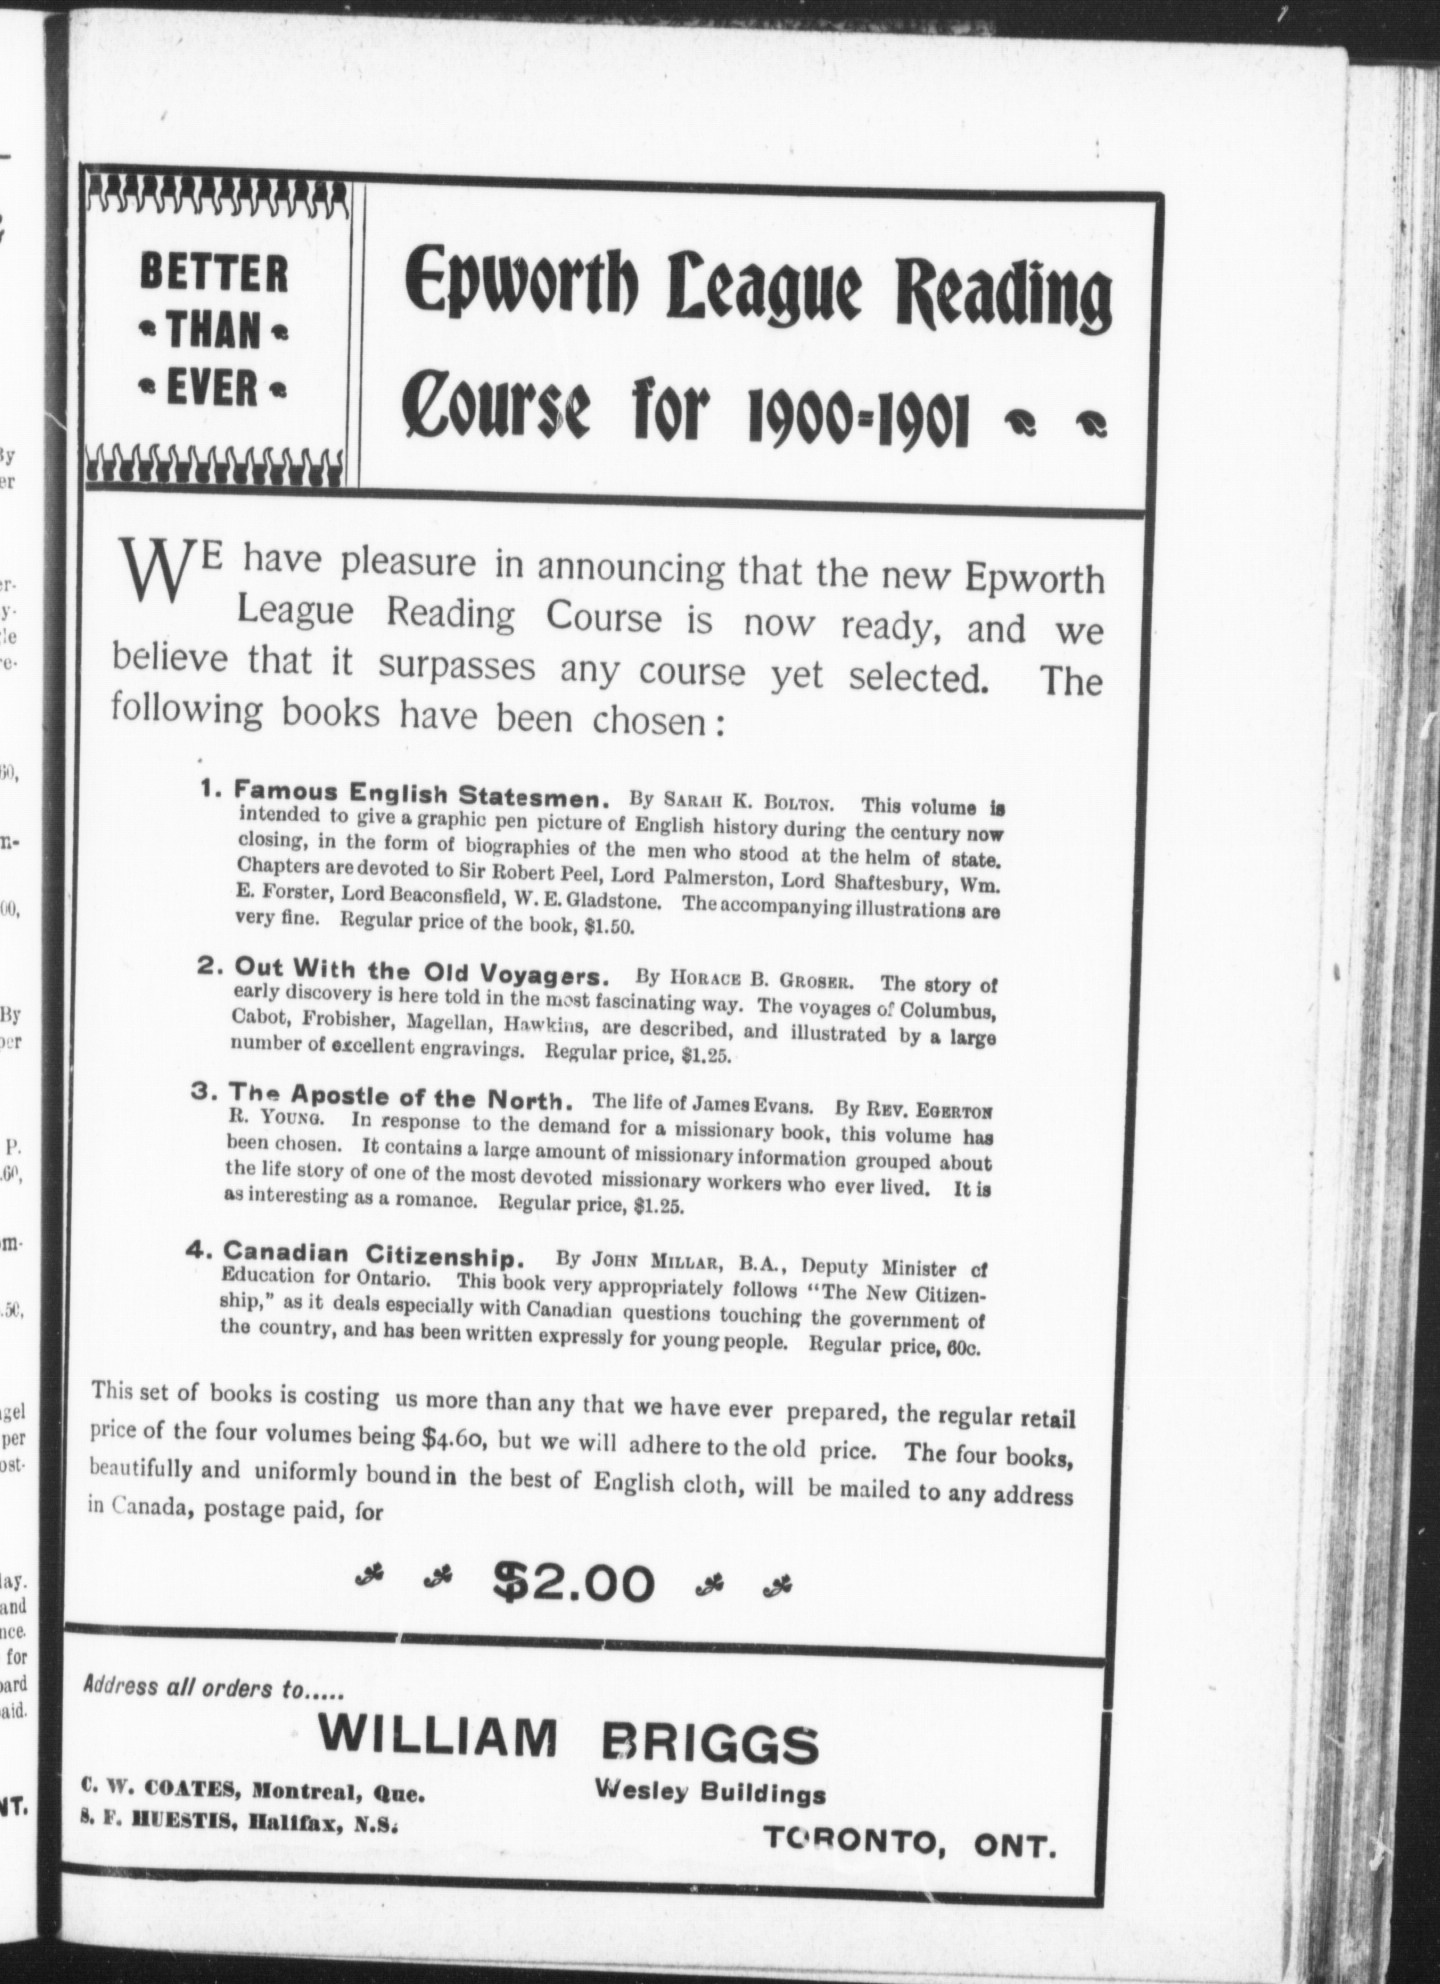 BETTER
THAN
EVER
Epworth League Reading
Course for 1900-1901
WE have pleasure in announcing that the new Epworth
League Reading Course is now ready, and we
believe that it surpasses any course yet selected. The
following books have been chosen:
1. Famous English Statesmen. By SARAH K. BOLTON. This volume is
intended to give a graphic pen picture of English history during the century now
closing, in the form of biographies of the men who stood at the helm of state.
Chapters are devoted to Sir Robert Peel, Lord Palmerston, Lord Shaftesbury, Wm.
E. Forster, Lord Beaconsfield, W. E. Gladstone. The accompanying illustrations are
very fine. Regular price of the book, $1.50.
2. Out With the Old Voyagers. By HORACE B. GROSER. The story of
early discovery is here told in the most fascinating way. The voyages of Columbus,
Cabot, Frobisher, Magellan, Hawkins, are described, and illustrated by a large
number of excellent engravings. Regular price, $1.25.
3. The Apostle of the North. The life of James Evans. By REV. EGERTON
R. YOUNG. In response to the demand for a missionary book, this volume has
been chosen. It contains a large amount of missionary information grouped about
the life story of one of the most devoted missionary workers who ever lived. It is
as interesting as a romance. Regular price, $1.25.
4. Canadian Citizenship. By JOHN MILLAR, B.A., Deputy Minister of
Education for Ontario. This book very appropriately follows "The New Citizen-
ship," as it deals especially with Canadian questions touching the government of
the country, and has been written expressly for young people. Regular price, 60c.
This set of books is costing us more than any that we have ever prepared, the regular retail
price of the four volumes being $4.60, but we will adhere to the old price. The four books,
beautifully and uniformly bound in the best of English cloth, will be mailed to any address
in Canada, postage paid, for
$2.00
Address all orders to.....
WILLIAM BRIGGS
C. W. COATES, Montreal, Que.
S. F. HUESTIS, Halifax, N.S.
Wesley Buildings
TORONTO, ONT.